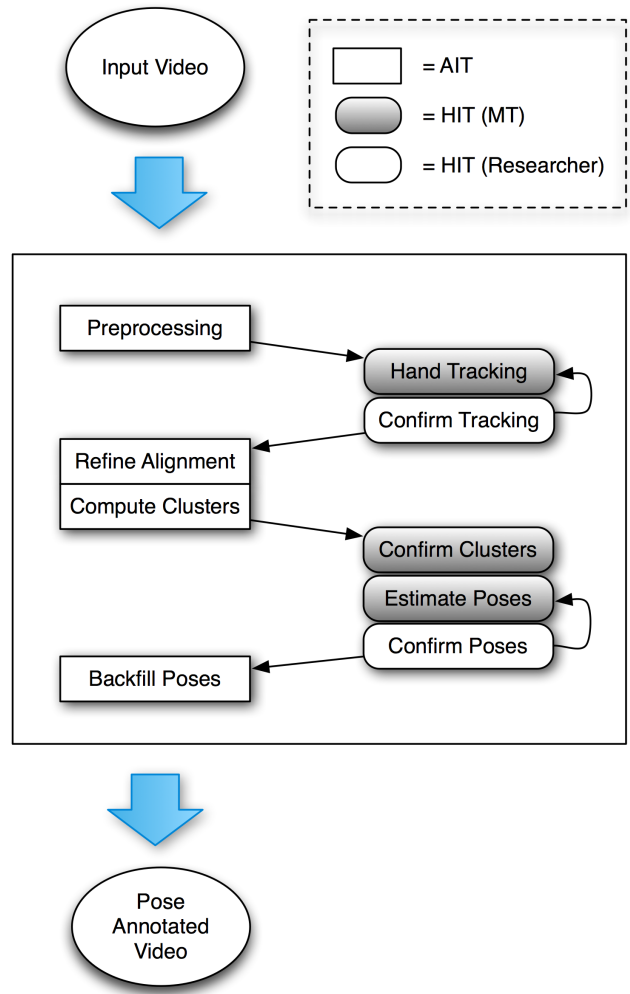 Input Video
= AIT
= HIT (MT)
= HIT (Researcher)
Preprocessing
Hand Tracking
Confirm Tracking
Refine Alignment
Compute Clusters
Confirm Clusters
Estimate Poses
Confirm Poses
Backfill Poses
Pose
Annotated
Video